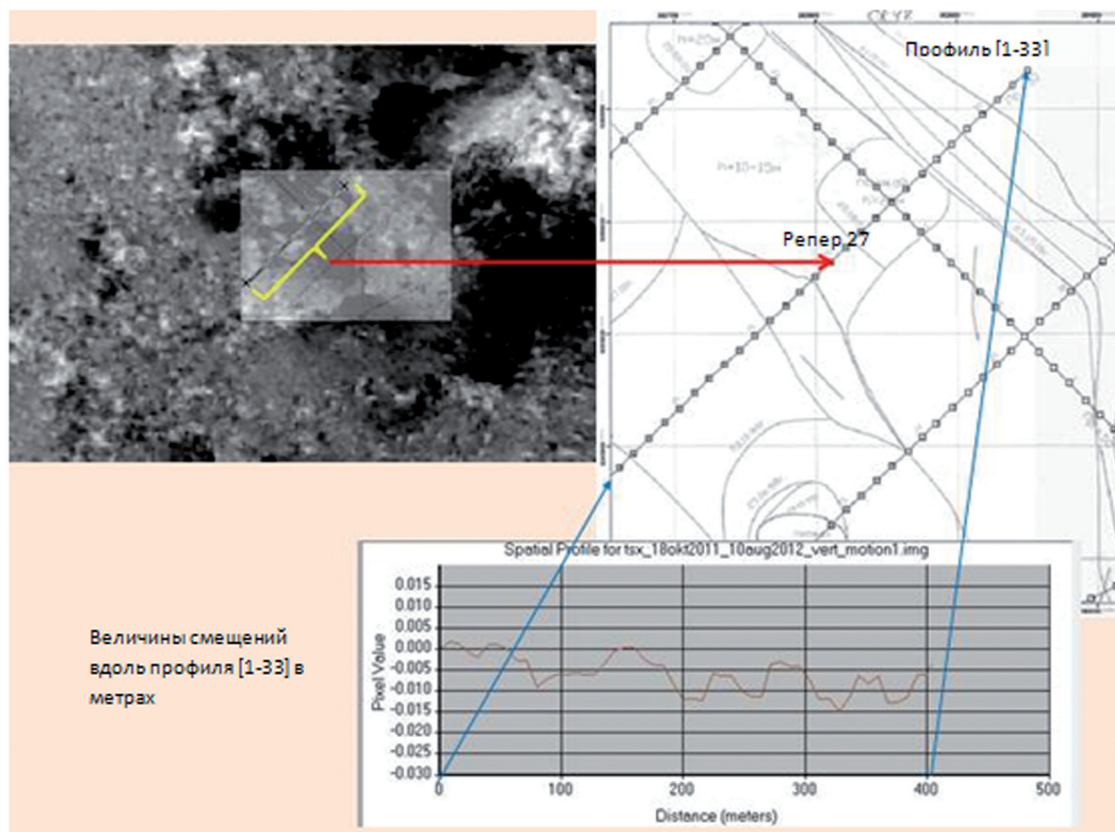 Профиль [1-33]
Репер 27
Величины смещений
вдоль профиля [1-33] в
метрах
Spatial Profile for tsx_18okt2011_10aug2012_vert_motion1.img
Pixel Value
0.015
0.010
0.005
0.000
-0.005
-0.010
-0.015
-0.020
-0.025
-0.030
0 100 200 300 400 500
Distance (meters)